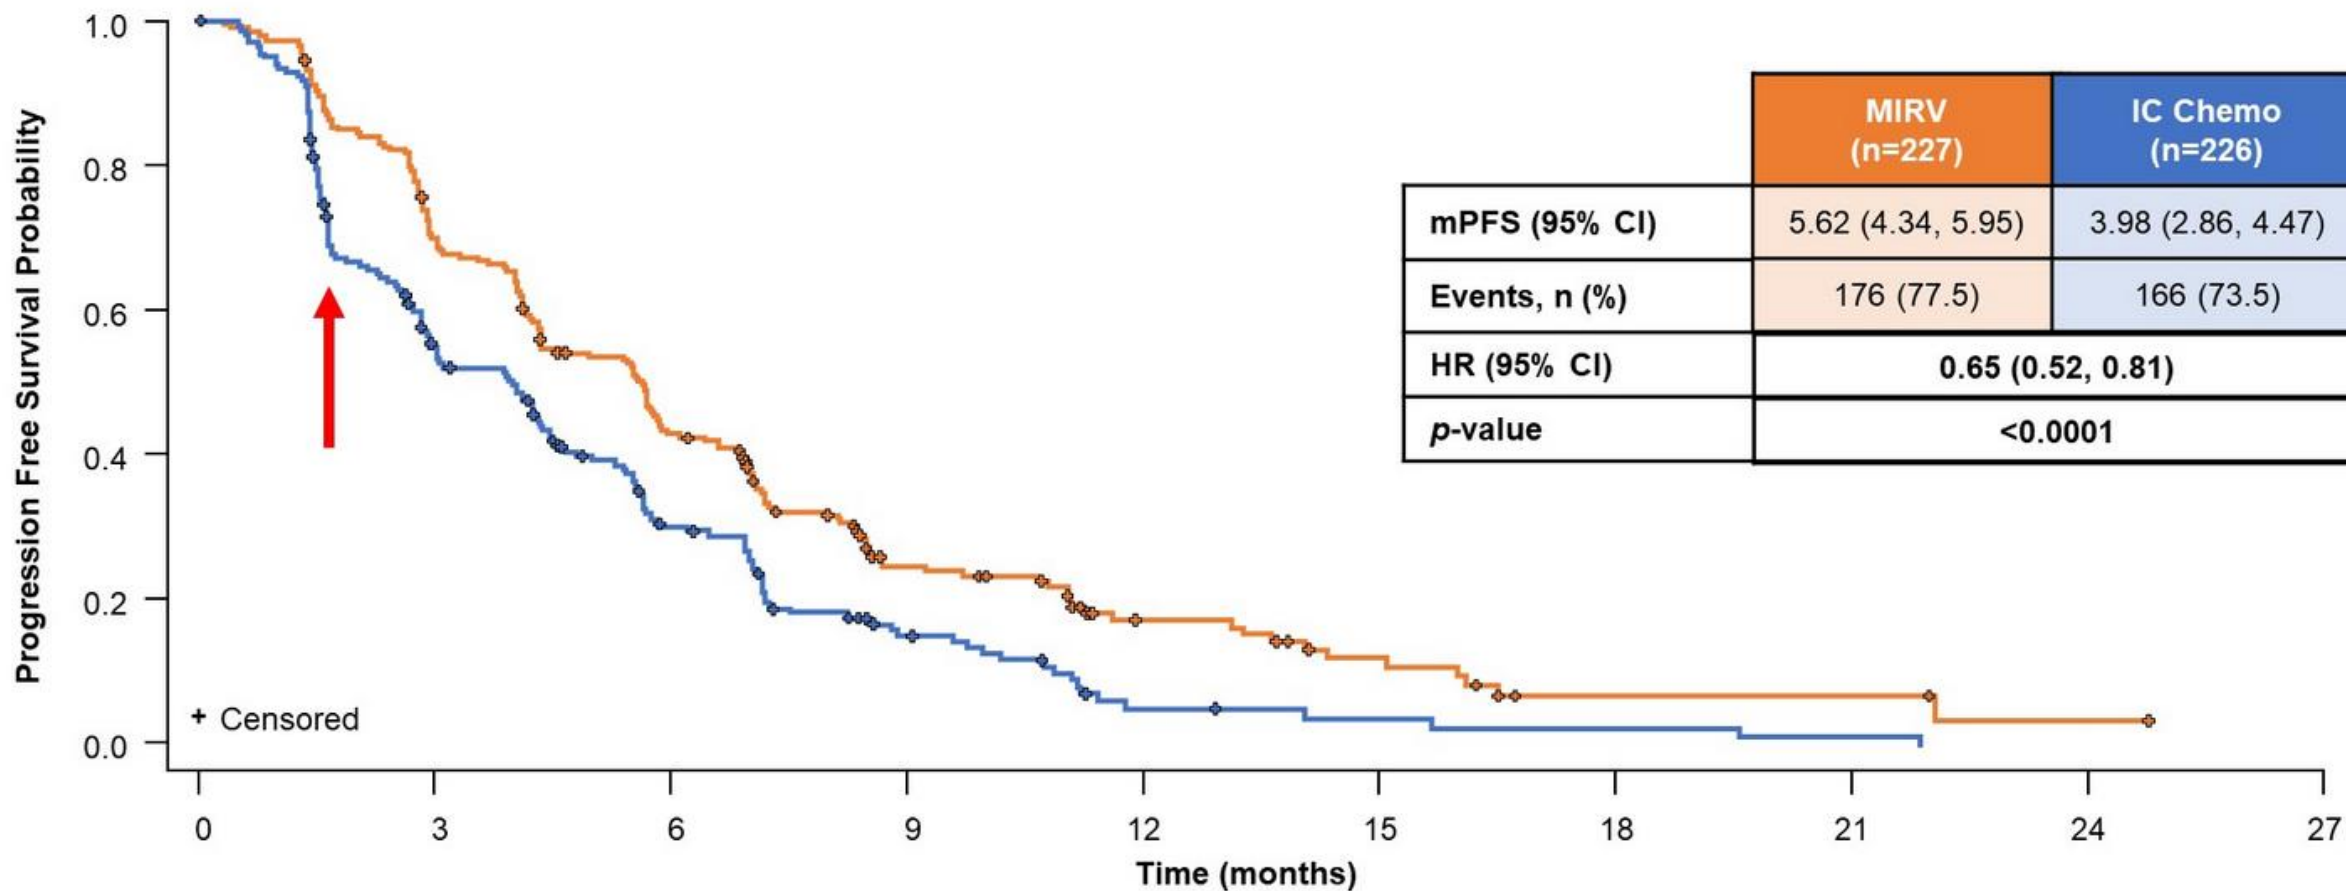 Progression Free Survival Probability
1.0
0.8
0.6
0.4
0.2
0.0
+ Censored
0 3 6 9 12 15 18 21 24 27
Time (months)
MIRV IC Chemo
(n=227) (n=226)
mPFS (95% CI) 5.62 (4.34, 5.95) 3.98 (2.86, 4.47)
Events, n (%) 176 (77.5) 166 (73.5)
HR (95% CI) 0.65 (0.52, 0.81)
p-value <0.0001